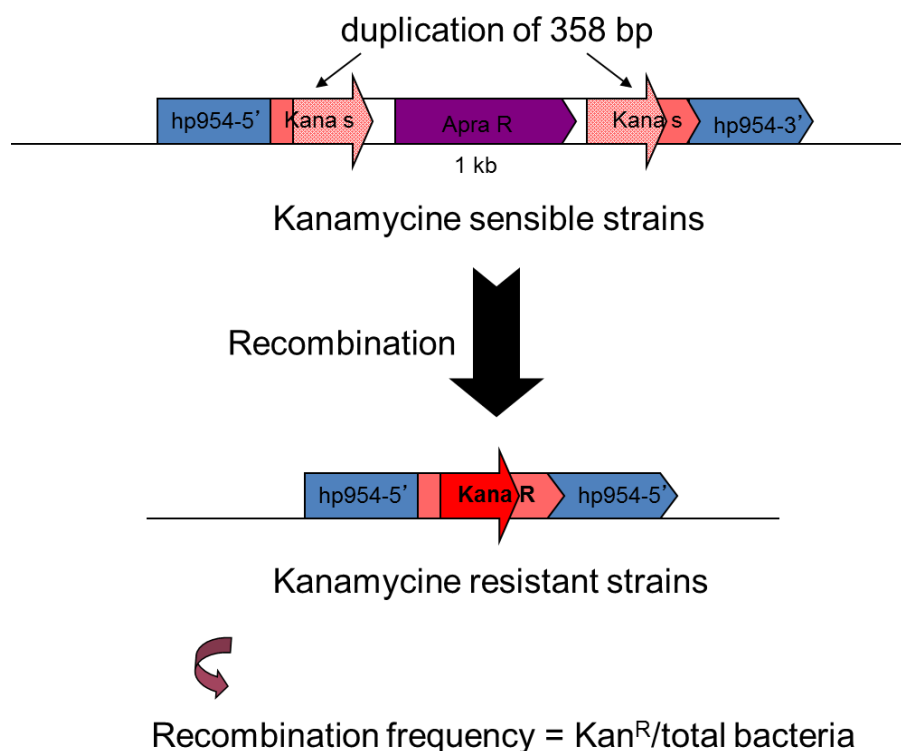 duplication of 358 bp
hp954-5’ Kana s Apra R Kana s hp954-3’
1 kb
Kanamycine sensible strains
Recombination
hp954-5’ Kana R hp954-5’
Kanamycine resistant strains
Recombination frequency = Kanᴿ/total bacteria